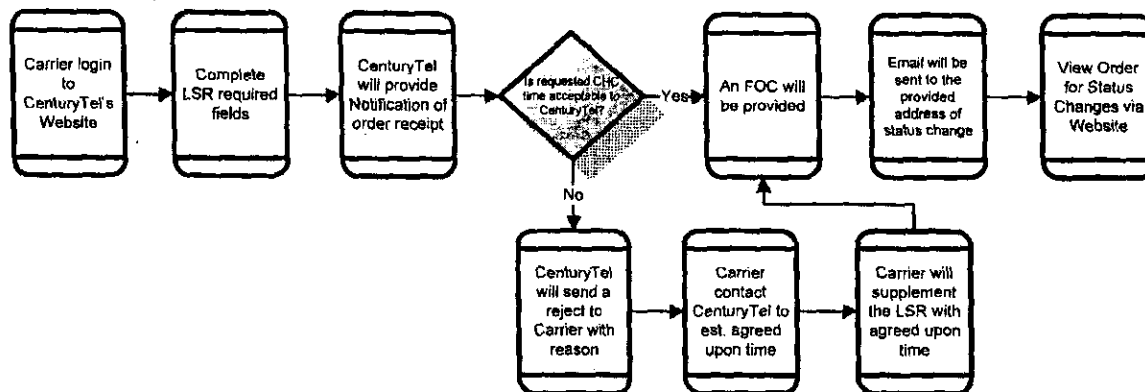 Carrier login
to
CenturyTel's
Website
Complete
LSR required
fields
CenturyTel
will provide
Notification of
order receipt
Is requested CHC
time acceptable to
CenturyTel?
Yes
An FOC will
be provided
Email will be
sent to the
provided
address of
status change
View Order
for Status
Changes via
Website
No
CenturyTel
will send a
reject to
Carrier with
reason
Carrier
contact
CenturyTel to
est. agreed
upon time
Carrier will
supplement
the LSR with
agreed upon
time